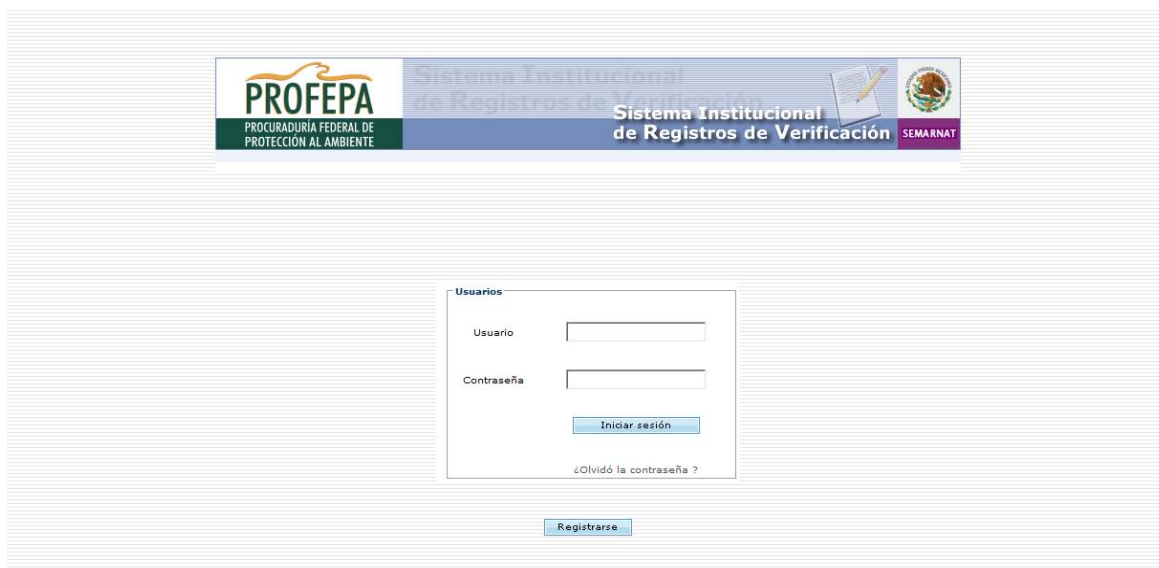 PROFEPA
PROCURADURÍA FEDERAL DE
PROTECCIÓN AL AMBIENTE
Sistema Institucional
de Registros de Verificación
Sistema Institucional
de Registros de Verificación
SEMARNAT
Usuarios
Usuario
Contraseña
Iniciar sesión
¿Olvidó la contraseña ?
Registrarse